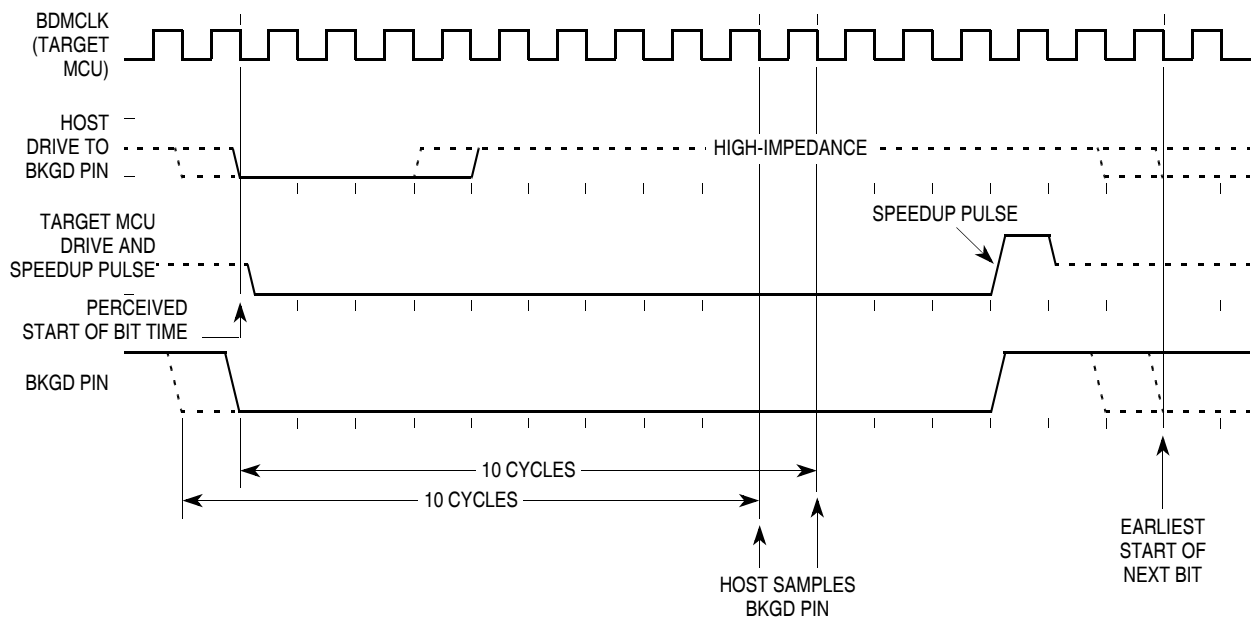 BDMCLK
(TARGET
MCU)
HOST
DRIVE TO
BKGD PIN
HIGH-IMPEDANCE
TARGET MCU
DRIVE AND
SPEEDUP PULSE
SPEEDUP PULSE
PERCEIVED
START OF BIT TIME
BKGD PIN
10 CYCLES
10 CYCLES
HOST SAMPLES
BKGD PIN
EARLIEST
START OF
NEXT BIT